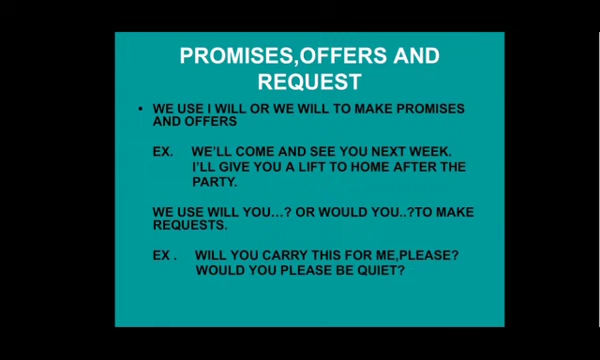 PROMISES,OFFERS AND
REQUEST
• WE USE I WILL OR WE WILL TO MAKE PROMISES
AND OFFERS
EX. WE'LL COME AND SEE YOU NEXT WEEK.
I'LL GIVE YOU A LIFT TO HOME AFTER THE
PARTY.
WE USE WILL YOU…? OR WOULD YOU..?TO MAKE
REQUESTS.
EX . WILL YOU CARRY THIS FOR ME,PLEASE?
WOULD YOU PLEASE BE QUIET?